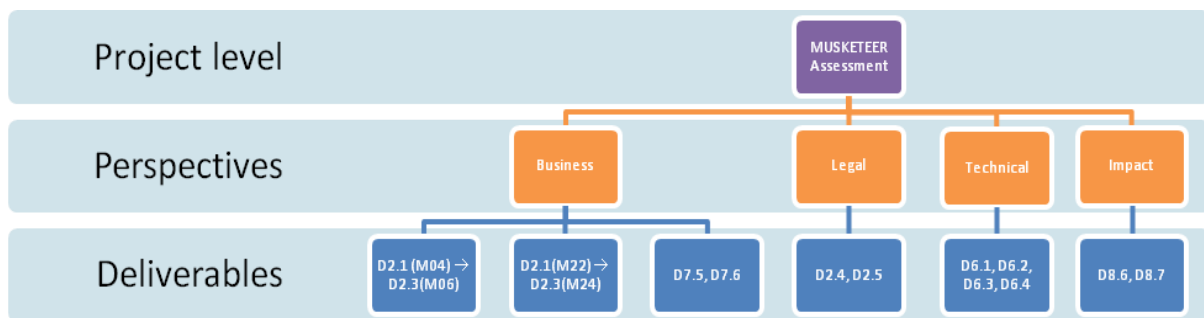 Project level
MUSKETEER
Assessment
Perspectives
Business
Legal
Technical
Impact
Deliverables
D2.1 (M04) →
D2.3(M06)
D2.1(M22) →
D2.3(M24)
D7.5, D7.6
D2.4, D2.5
D6.1, D6.2,
D6.3, D6.4
D8.6, D8.7